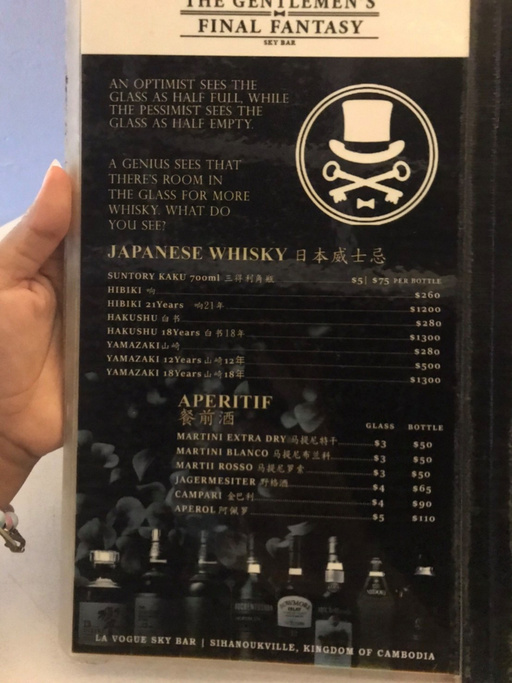 THE GENTLEMEN'S
FINAL FANTASY
SKY BAR
AN OPTIMIST SEES THE
GLASS AS HALF FULL, WHILE
THE PESSIMIST SEES THE
GLASS AS HALF EMPTY.
A GENIUS SEES THAT
THERE'S ROOM IN
THE GLASS FOR MORE
WHISKY. WHAT DO
YOU SEE?
JAPANESE WHISKY 日本威士忌
SUNTORY KAKU 700ml 三得利角瓶 $5| $75 PER BOTTLE
HIBIKI 响 $260
HIBIKI 21Years 响21年 $1200
HAKUSHU 白书 $280
HAKUSHU 18Years 白书18年 $1300
YAMAZAKI 山崎 $280
YAMAZAKI 12Years 山崎12年 $500
YAMAZAKI 18Years 山崎18年 $1300
APERITIF
餐前酒
GLASS BOTTLE
MARTINI EXTRA DRY 马提尼特干 $3 $50
MARTINI BLANCO 马提尼布兰科 $3 $50
MARTII ROSSO 马提尼罗索 $3 $50
JAGERMESITER 野格酒 $4 $65
CAMPARI 金巴利 $4 $90
APEROL 阿佩罗 $5 $110
BOWMORE
LA VOGUE SKY BAR | SIHANOUKVILLE, KINGDOM OF CAMBODIA